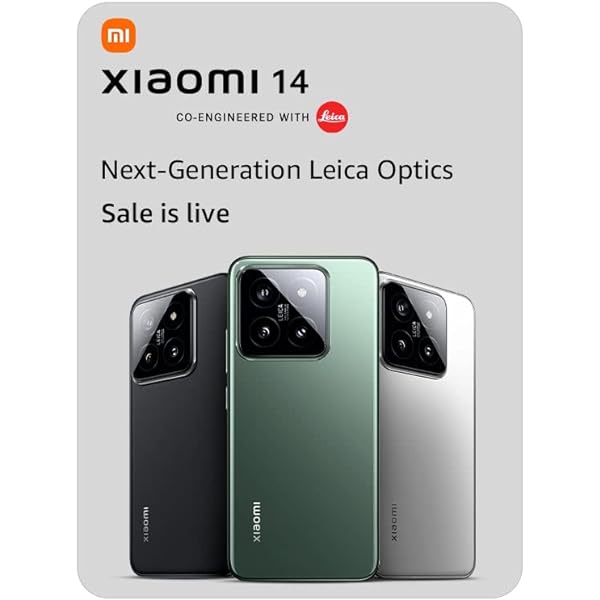 mi
xiaomi 14
CO-ENGINEERED WITH Leica
Next-Generation Leica Optics
Sale is live
LEICA
LEICA
LEICA
xiaomi
xiaomi
xiaomi